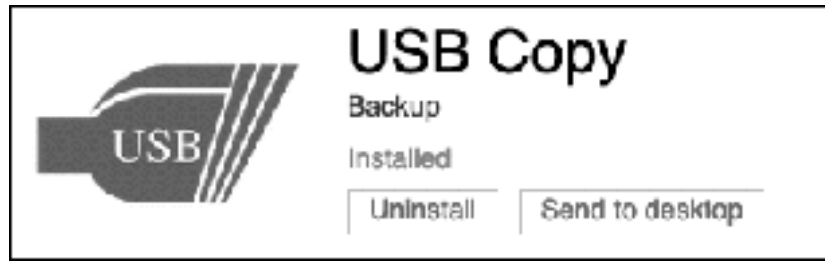 USB
USB Copy
Backup
Installed
Uninstall
Send to desktop